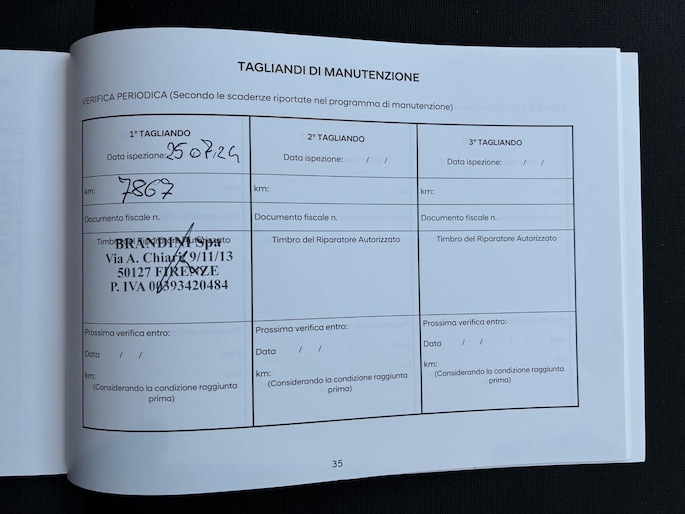 TAGLIANDI DI MANUTENZIONE
VERIFICA PERIODICA (Secondo le scadenze riportate nel programma di manutenzione)
1° TAGLIANDO
Data ispezione: 25 07.24
km: 7867
Documento fiscale n.
Timbro del Riparatore Autorizzato
Spa
Via A. Chiari 9/11/13
50127 FIRENZE
P. IVA 00393420484
Prossima verifica entro:
Data / /
km:
(Considerando la condizione raggiunta
prima)
2° TAGLIANDO
Data ispezione: / /
km:
Documento fiscale n.
Timbro del Riparatore Autorizzato
Prossima verifica entro:
Data / /
km:
(Considerando la condizione raggiunta
prima)
3° TAGLIANDO
Data ispezione: / /
km:
Documento fiscale n.
Timbro del Riparatore Autorizzato
Prossima verifica entro:
Data / /
km:
(Considerando la condizione raggiunta
prima)
35